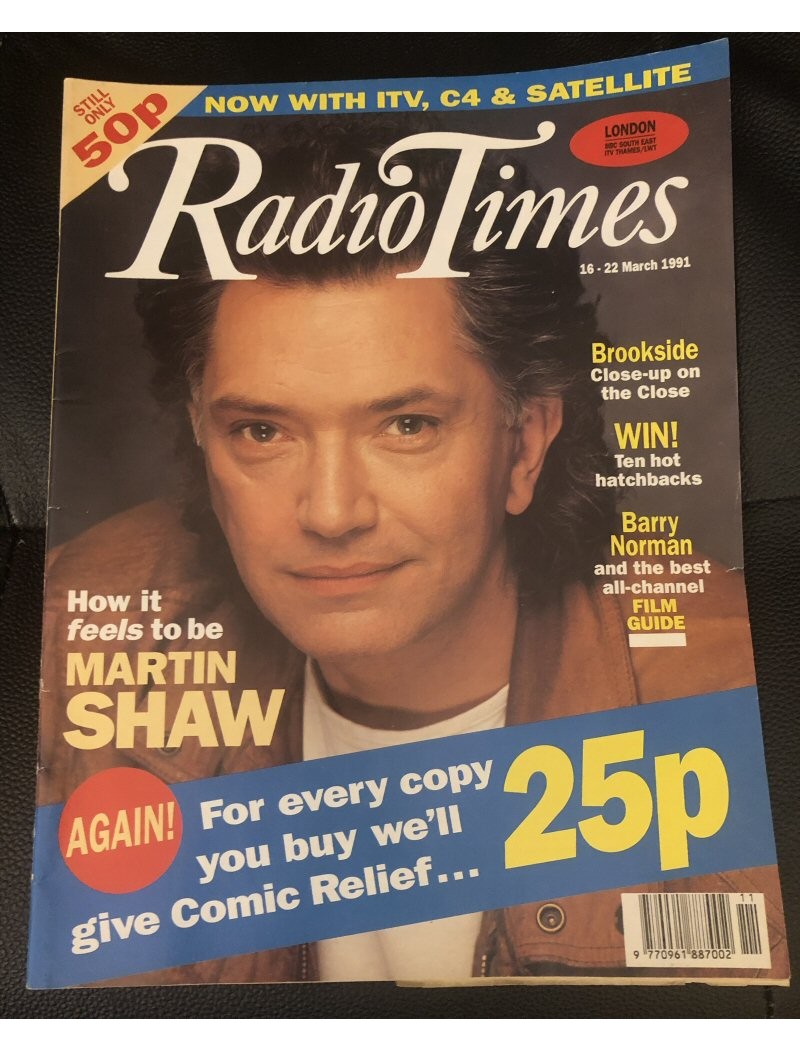 STILL
ONLY
50p
NOW WITH ITV, C4 & SATELLITE
RadioTimes
LONDON
BBC SOUTH EAST
ITV THAMES/LWT
16 - 22 March 1991
Brookside
Close-up on
the Close
WIN!
Ten hot
hatchbacks
Barry
Norman
and the best
all-channel
FILM
GUIDE
How it
feels to be
MARTIN
SHAW
AGAIN!
For every copy
you buy we'll
give Comic Relief...
25p
11
9 770961 887002